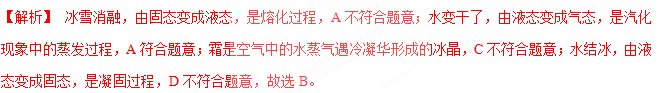 【解析】 冰雪消融，由固态变成液态，是熔化过程，A 不符合题意；水变干了，由液态变成气态，是汽化
现象中的蒸发过程，A 符合题意；霜是空气中的水蒸气遇冷凝华形成的冰晶，C 不符合题意；水结冰，由液
态变成固态，是凝固过程，D 不符合题意，故选 B。